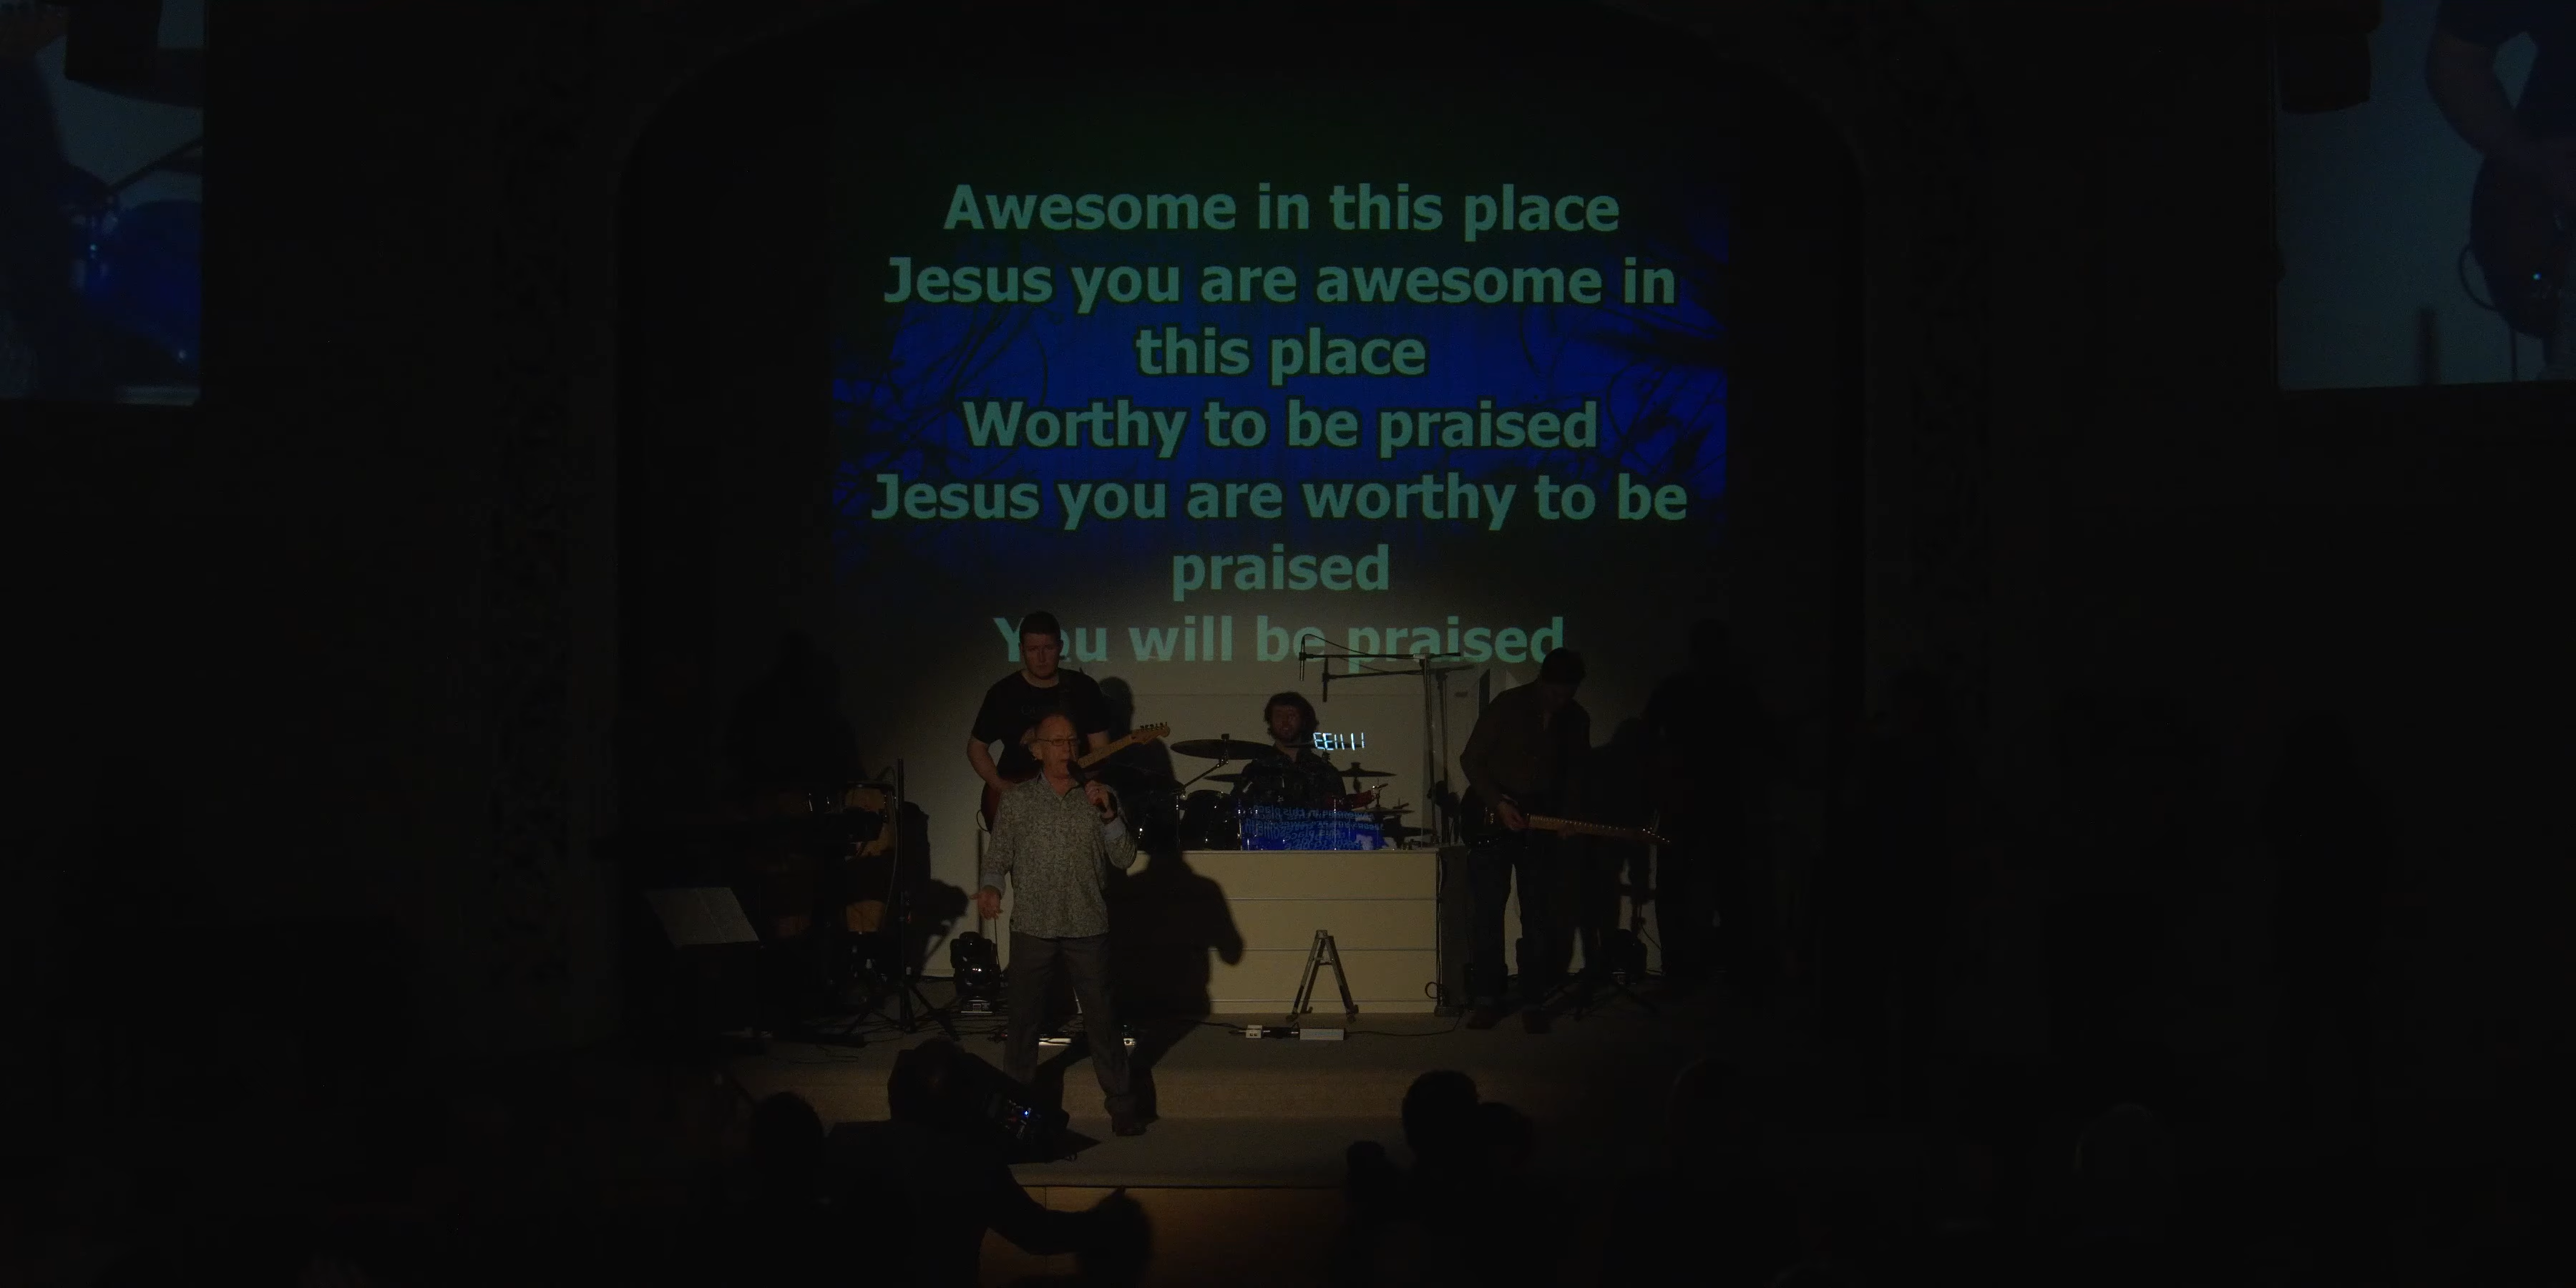 Awesome in this place
Jesus you are awesome in
this place
Worthy to be praised
Jesus you are worthy to be
praised
You will be praised